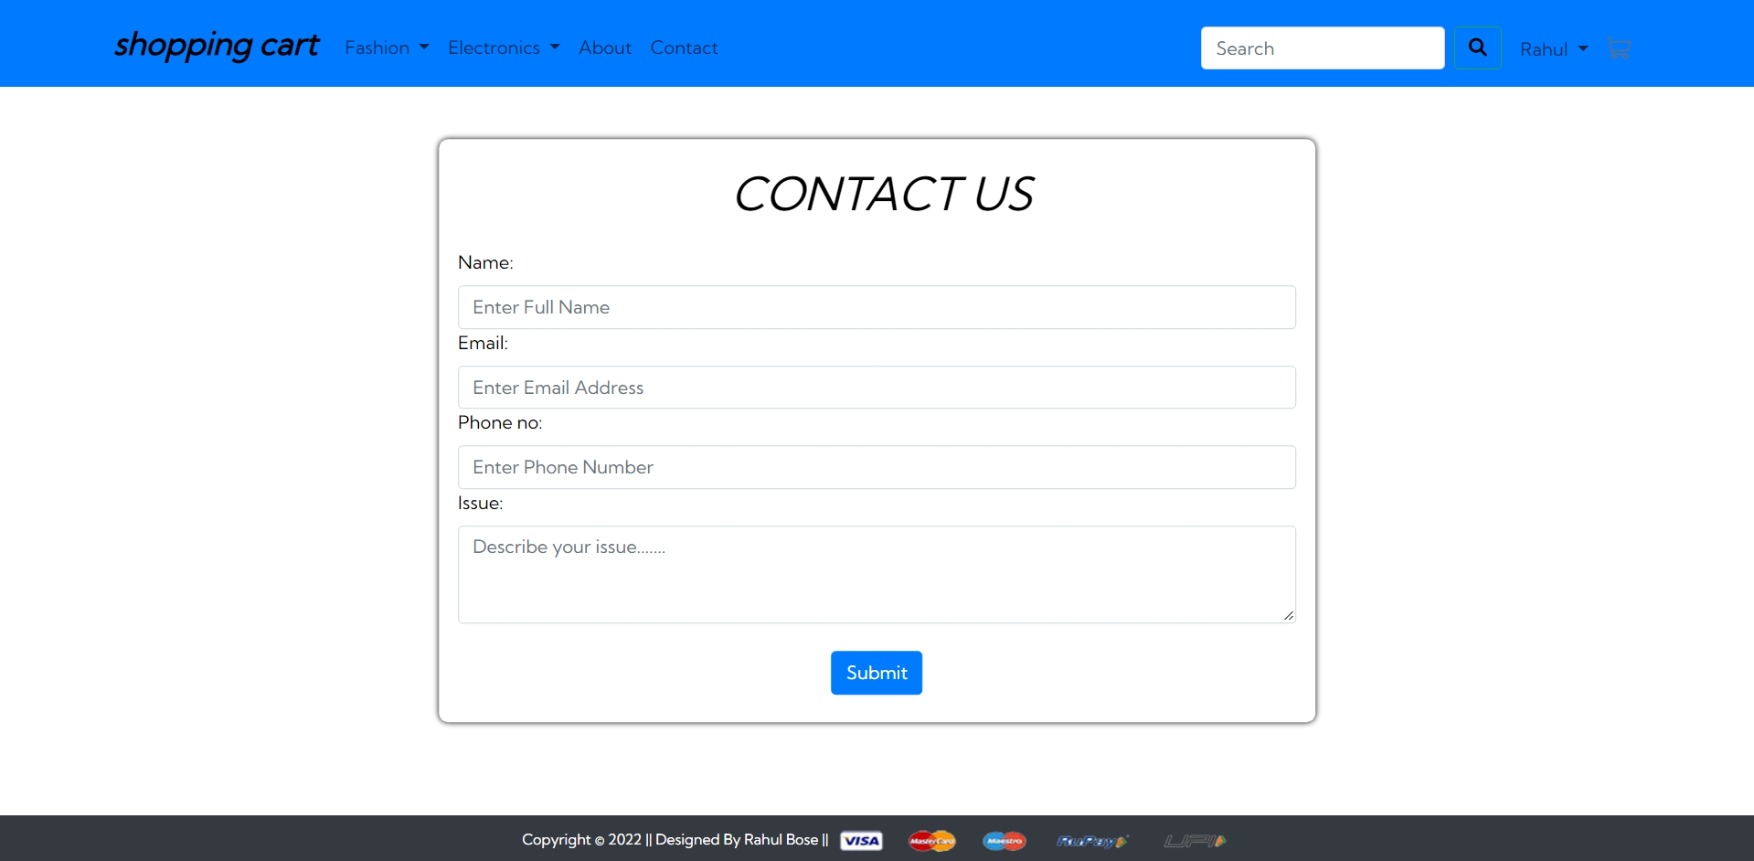 shopping cart Fashion Electronics About Contact Search Rahul
CONTACT US
Name:
Enter Full Name
Email:
Enter Email Address
Phone no:
Enter Phone Number
Issue:
Describe your issue.......
Submit
Copyright © 2022 || Designed By Rahul Bose || VISA MasterCard Maestro RuPay UPI